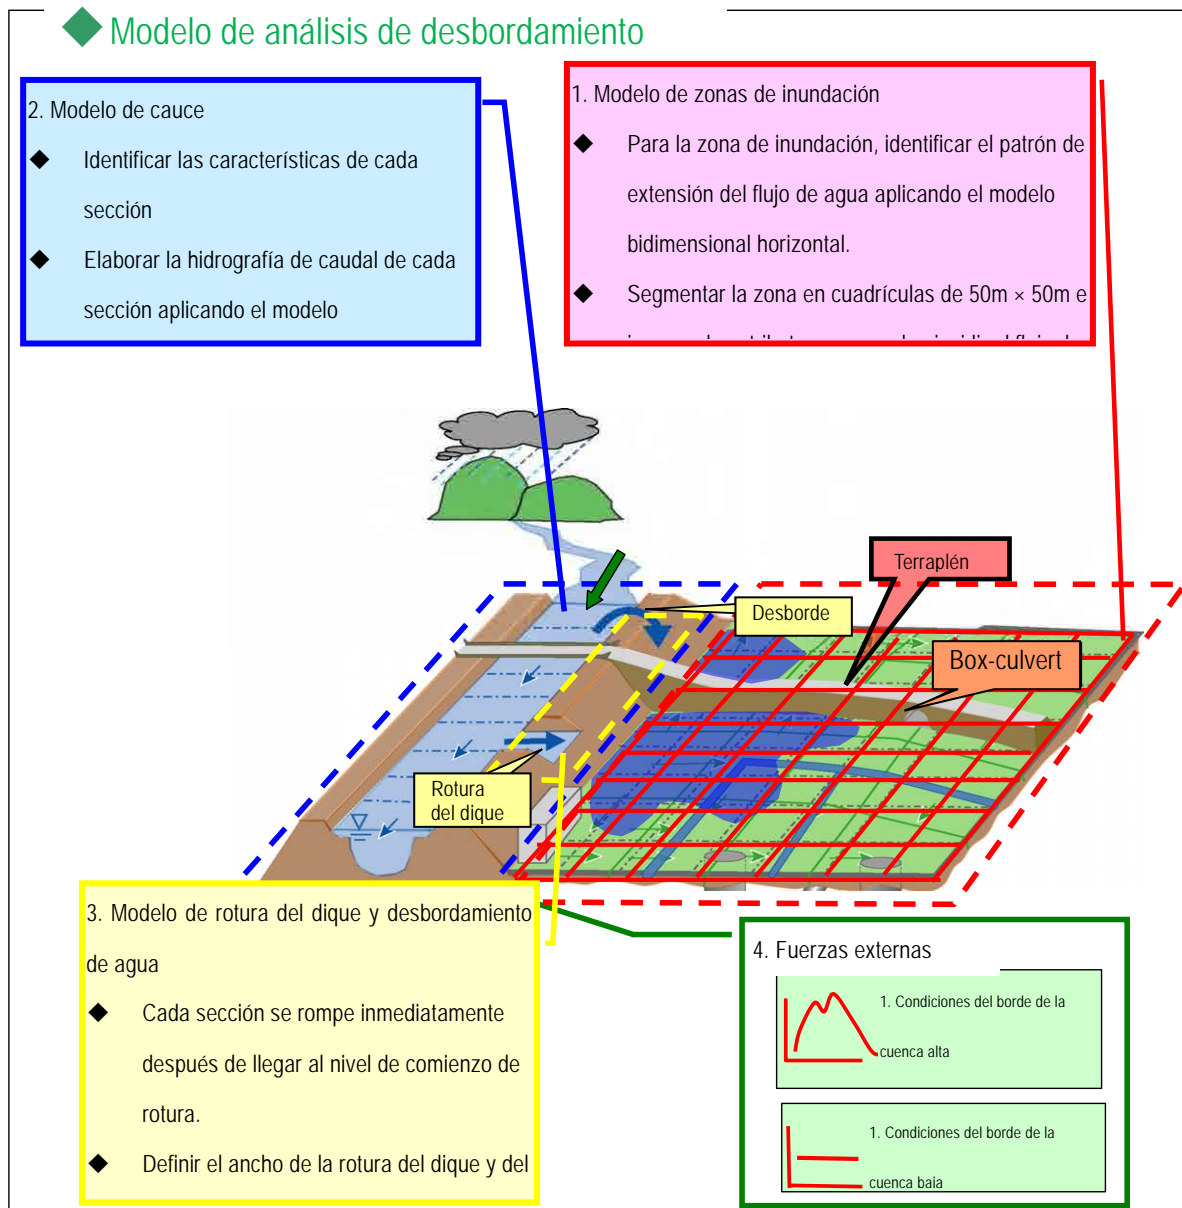 ◆ Modelo de análisis de desbordamiento
2. Modelo de cauce
◆ Identificar las características de cada
sección
◆ Elaborar la hidrografía de caudal de cada
sección aplicando el modelo
1. Modelo de zonas de inundación
◆ Para la zona de inundación, identificar el patrón de
extensión del flujo de agua aplicando el modelo
bidimensional horizontal.
◆ Segmentar la zona en cuadrículas de 50m × 50m e
Terraplén
Desborde
Box-culvert
Rotura
del dique
3. Modelo de rotura del dique y desbordamiento
de agua
◆ Cada sección se rompe inmediatamente
después de llegar al nivel de comienzo de
rotura.
◆ Definir el ancho de la rotura del dique y del
4. Fuerzas externas
1. Condiciones del borde de la
cuenca alta
1. Condiciones del borde de la
cuenca baja